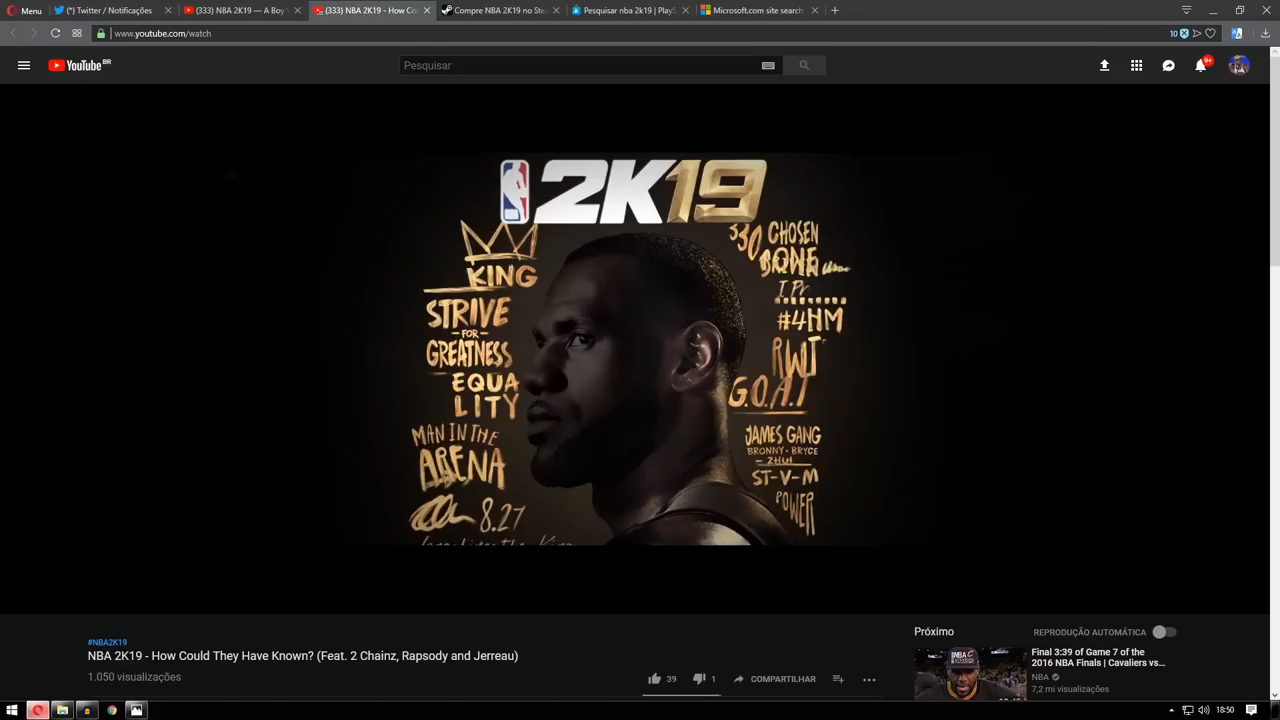 Menu
(*) Twitter / Notificações
(333) NBA 2K19 — A Boy
(333) NBA 2K19 - How Co
Compre NBA 2K19 no Ste
Pesquisar nba 2k19 | PlayS
Microsoft.com site search
www.youtube.com/watch
10
YouTube BR
Pesquisar
9+
NBA 2K19
KING
STRIVE
-FOR-
GREATNESS
EQUA
LITY
MAN IN THE
ARENA
8.27
330
CHOSEN
#4HM
RWT
G.O.A.T
JAMES GANG
BRONNY • BRYCE
- ZHURI
ST-V-M
POWER
#NBA2K19
NBA 2K19 - How Could They Have Known? (Feat. 2 Chainz, Rapsody and Jerreau)
1.050 visualizações
39
1
COMPARTILHAR
Próximo
REPRODUÇÃO AUTOMÁTICA
Final 3:39 of Game 7 of the
2016 NBA Finals | Cavaliers vs...
NBA
7,2 mi visualizações
18:50